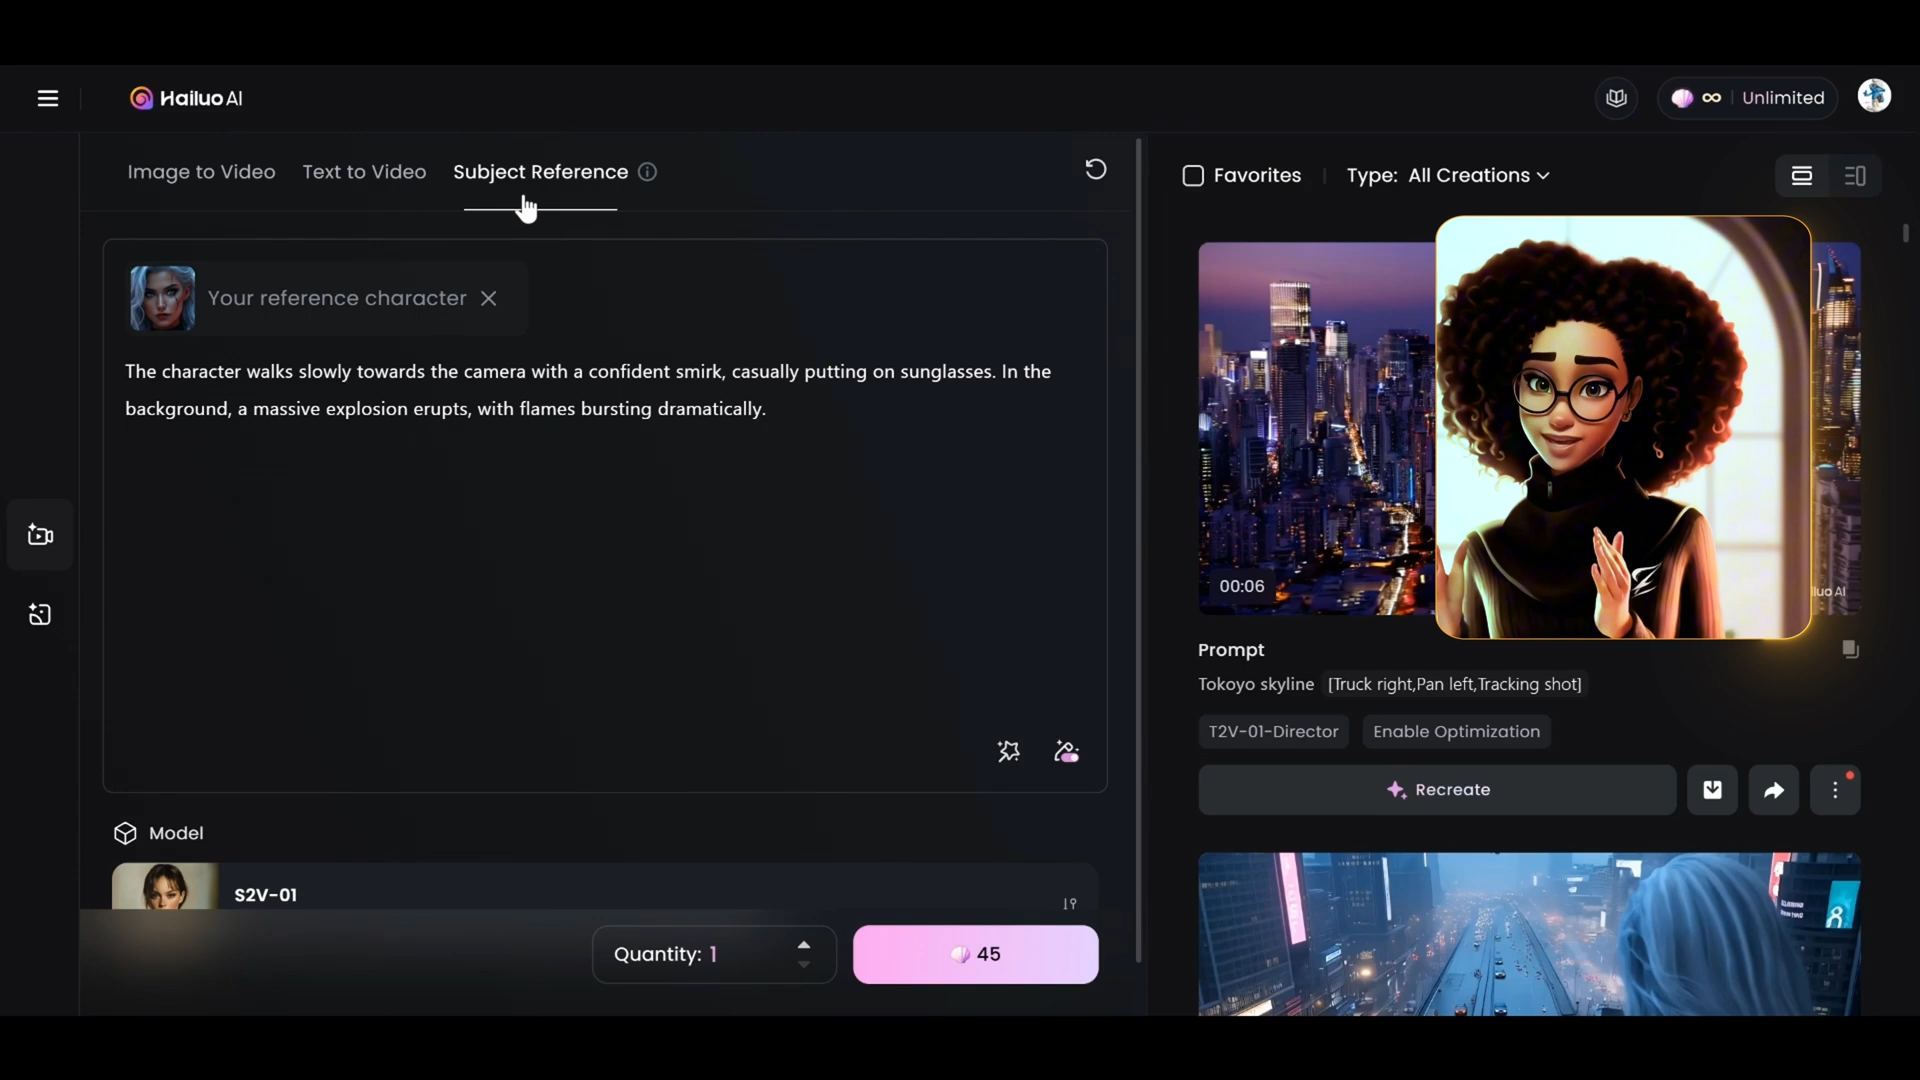 Hailuo AI
Unlimited
Image to Video
Text to Video
Subject Reference
Favorites
Type: All Creations
Your reference character
The character walks slowly towards the camera with a confident smirk, casually putting on sunglasses. In the
background, a massive explosion erupts, with flames bursting dramatically.
00:06
luo AI
Prompt
Tokoyo skyline [Truck right,Pan left,Tracking shot]
T2V-01-Director
Enable Optimization
Recreate
Model
S2V-01
Quantity: 1
45
8